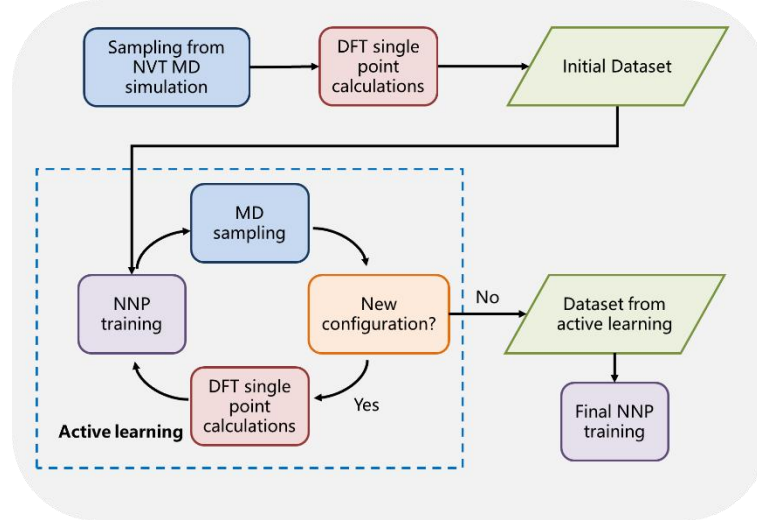 Sampling from
NVT MD
simulation
DFT single
point
calculations
Initial Dataset
MD
sampling
NNP
training
New
configuration?
No
Dataset from
active learning
DFT single
point
calculations
Yes
Active learning
Final NNP
training